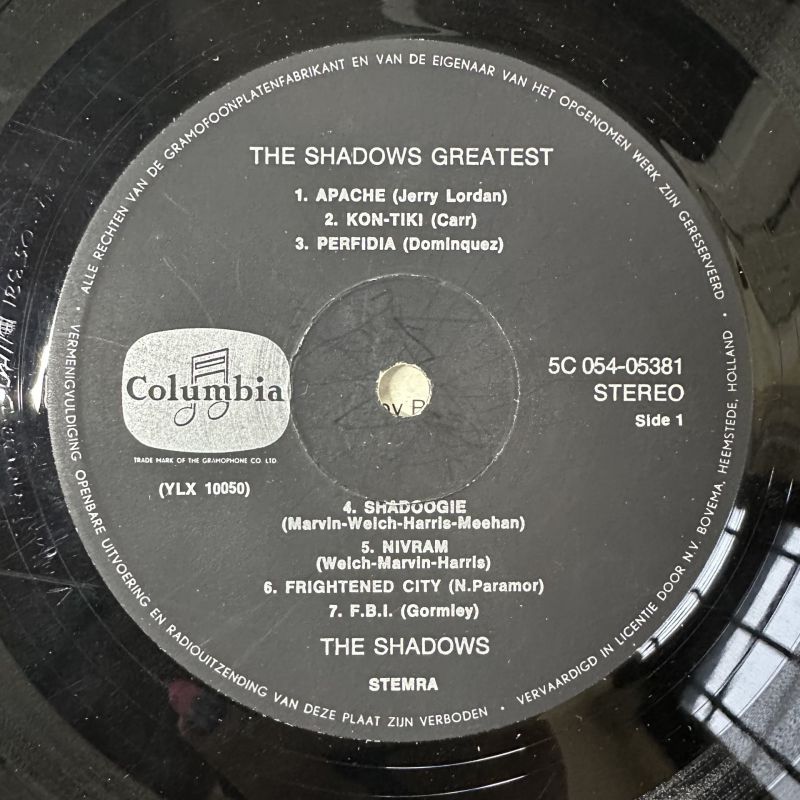 ALLE RECHTEN VAN DE GRAMOFOONPLATENFABRIKANT EN VAN DE EIGENAAR VAN HET OPGENOMEN WERK ZIJN GERESERVEERD
THE SHADOWS GREATEST
1. APACHE (Jerry Lordan)
2. KON-TIKI (Carr)
3. PERFIDIA (Dominquez)
Columbia
TRADE MARK OF THE GRAMOPHONE CO. LTD.
(YLX 10050)
5C 054-05381
STEREO
Side 1
4. SHADOOGIE
(Marvin-Welch-Harris-Meehan)
5. NIVRAM
(Welch-Marvin-Harris)
6. FRIGHTENED CITY (N.Paramor)
7. F.B.I. (Gormley)
THE SHADOWS
STEMRA
VERMENIGVULDIGING OPENBARE UITVOERING EN RADIOUITZENDING VAN DEZE PLAAT ZIJN VERBODEN • VERVAARDIGD IN LICENTIE DOOR N.V. BOVEMA, HEEMSTEDE, HOLLAND •